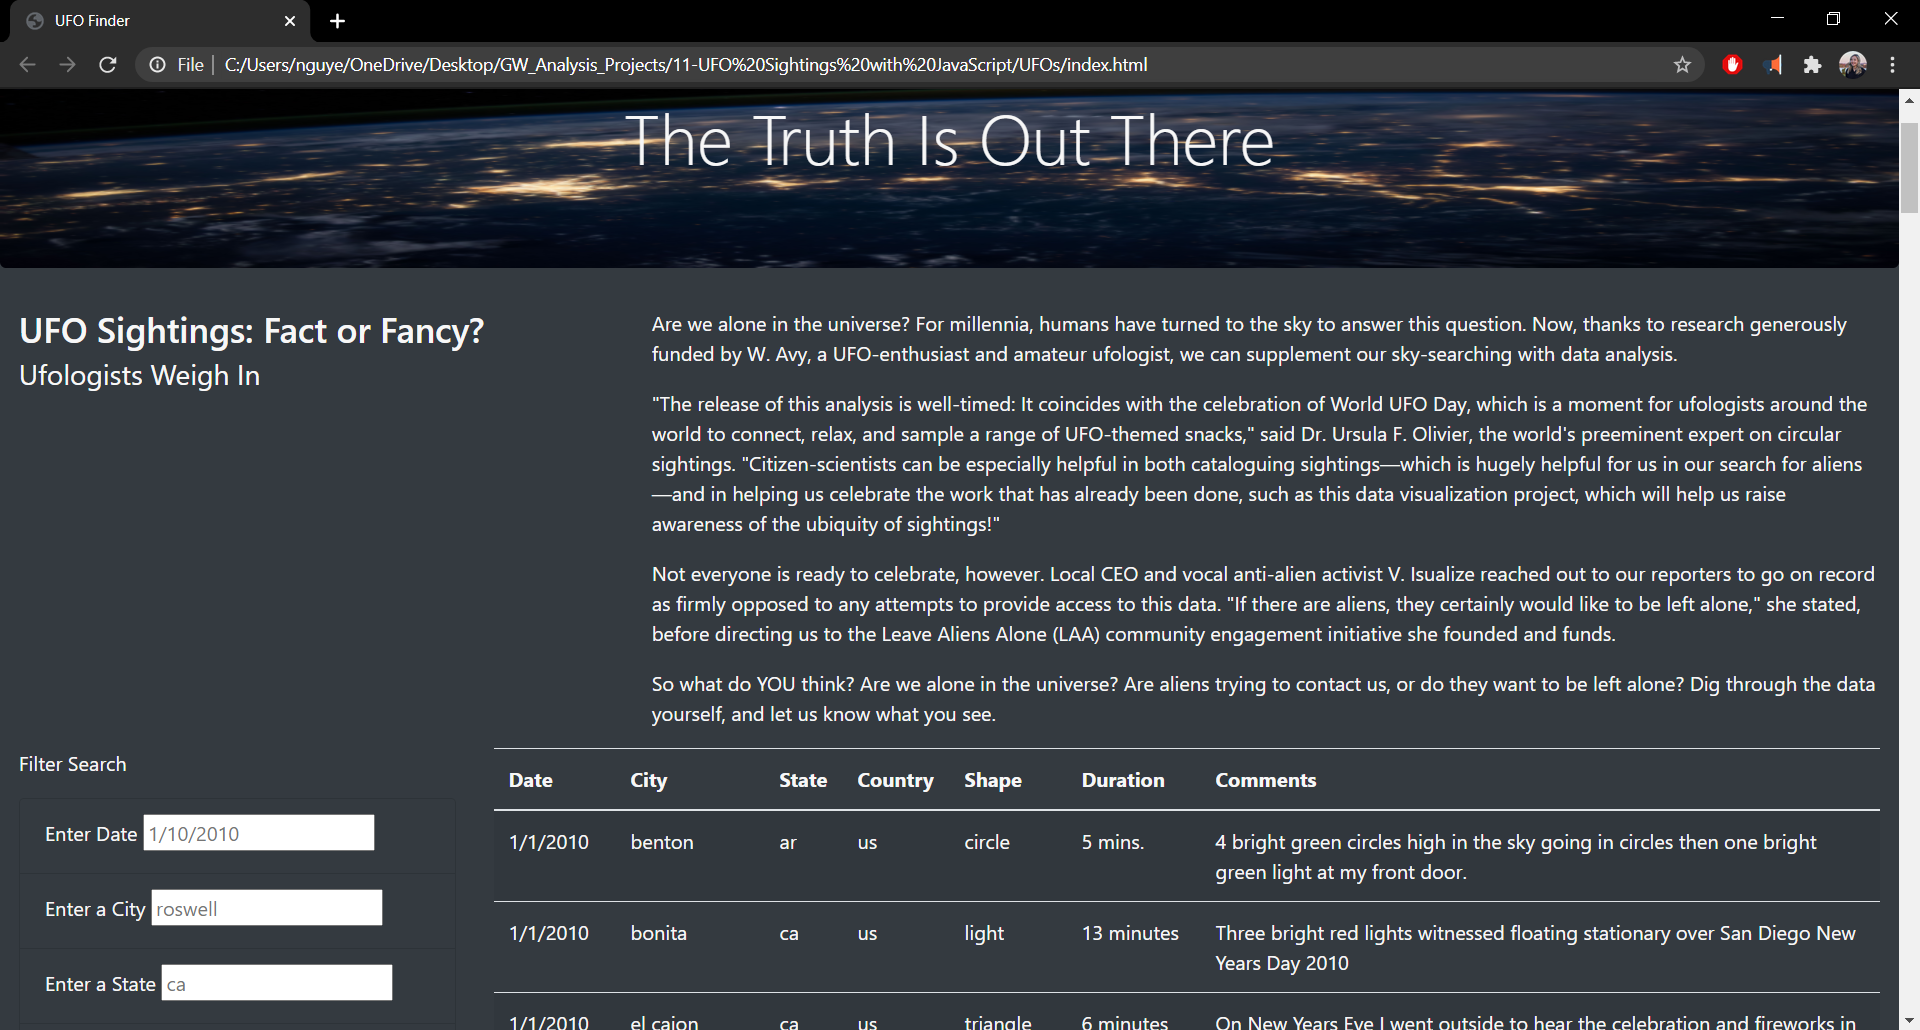 UFO Finder
File | C:/Users/nguye/OneDrive/Desktop/GW_Analysis_Projects/11-UFO%20Sightings%20with%20JavaScript/UFOs/index.html
The Truth Is Out There
UFO Sightings: Fact or Fancy?
Ufologists Weigh In
Are we alone in the universe? For millennia, humans have turned to the sky to answer this question. Now, thanks to research generously
funded by W. Avy, a UFO-enthusiast and amateur ufologist, we can supplement our sky-searching with data analysis.
"The release of this analysis is well-timed: It coincides with the celebration of World UFO Day, which is a moment for ufologists around the
world to connect, relax, and sample a range of UFO-themed snacks," said Dr. Ursula F. Olivier, the world's preeminent expert on circular
sightings. "Citizen-scientists can be especially helpful in both cataloguing sightings—which is hugely helpful for us in our search for aliens
—and in helping us celebrate the work that has already been done, such as this data visualization project, which will help us raise
awareness of the ubiquity of sightings!"
Not everyone is ready to celebrate, however. Local CEO and vocal anti-alien activist V. Isualize reached out to our reporters to go on record
as firmly opposed to any attempts to provide access to this data. "If there are aliens, they certainly would like to be left alone," she stated,
before directing us to the Leave Aliens Alone (LAA) community engagement initiative she founded and funds.
So what do YOU think? Are we alone in the universe? Are aliens trying to contact us, or do they want to be left alone? Dig through the data
yourself, and let us know what you see.
Filter Search
Enter Date 1/10/2010
Enter a City roswell
Enter a State ca
Date City State Country Shape Duration Comments
1/1/2010 benton ar us circle 5 mins. 4 bright green circles high in the sky going in circles then one bright
green light at my front door.
1/1/2010 bonita ca us light 13 minutes Three bright red lights witnessed floating stationary over San Diego New
Years Day 2010
1/1/2010 el cajon ca us triangle 6 minutes On New Years Eve I went outside to hear the celebration and fireworks in